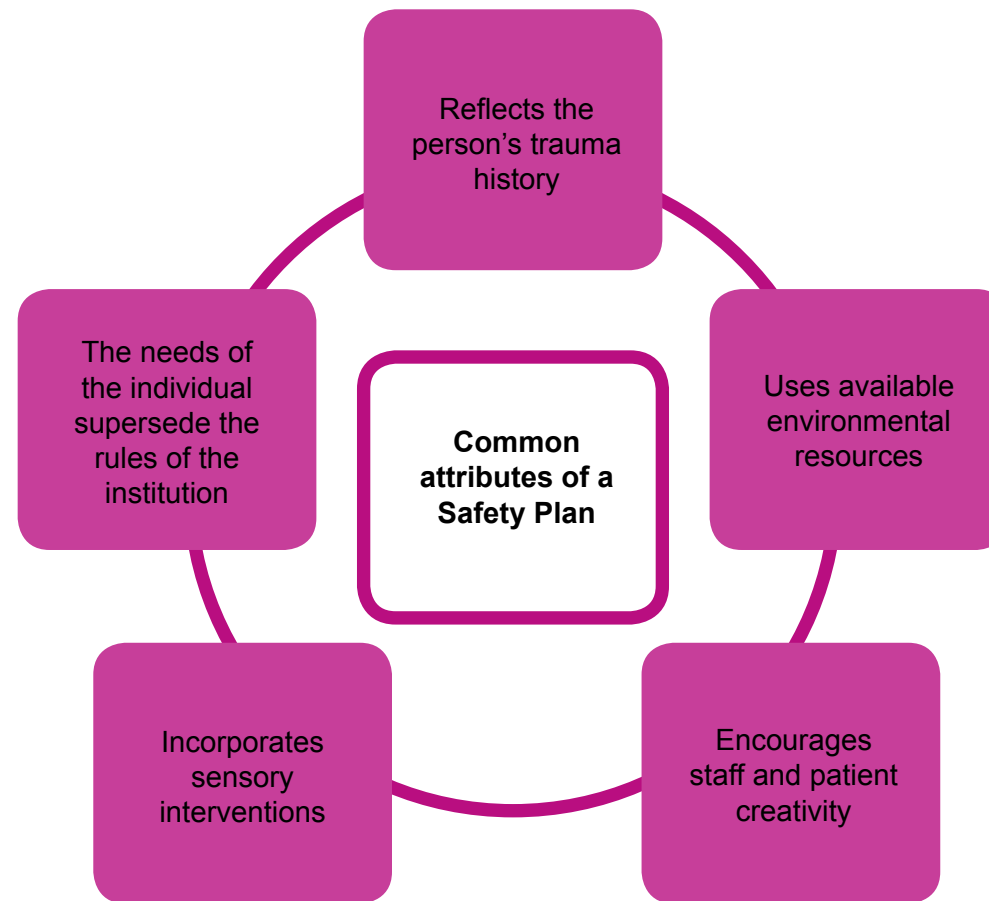 Reflects the
person’s trauma
history
Uses available
environmental
resources
Encourages
staff and patient
creativity
Incorporates
sensory
interventions
The needs of
the individual
supersede the
rules of the
institution
Common
attributes of a
Safety Plan